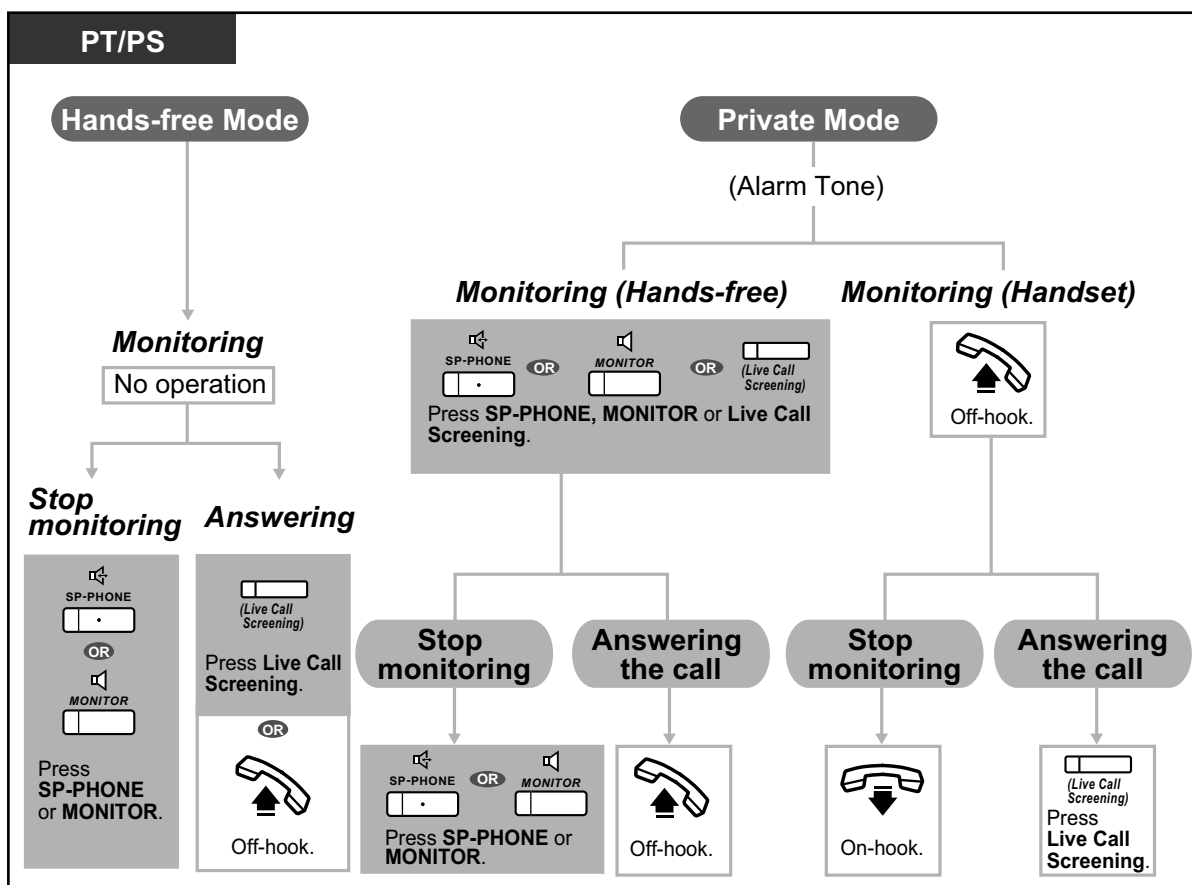 PT/PS
Hands-free Mode
Monitoring
No operation
Stop
monitoring
SP-PHONE
OR
MONITOR
Press
SP-PHONE
or MONITOR.
Answering
(Live Call
Screening)
Press Live Call
Screening.
OR
Off-hook.
Private Mode
(Alarm Tone)
Monitoring (Hands-free)
SP-PHONE
OR
MONITOR
OR
(Live Call
Screening)
Press SP-PHONE, MONITOR or Live Call
Screening.
Stop
monitoring
SP-PHONE
OR
MONITOR
Press SP-PHONE or
MONITOR.
Answering
the call
Off-hook.
Monitoring (Handset)
Off-hook.
Stop
monitoring
On-hook.
Answering
the call
(Live Call
Screening)
Press
Live Call
Screening.